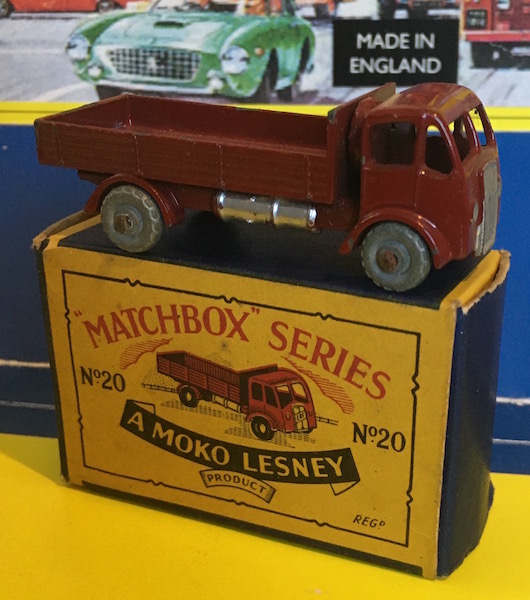 MADE IN
ENGLAND
"MATCHBOX" SERIES
Nº20
Nº20
A MOKO LESNEY
PRODUCT
REGD